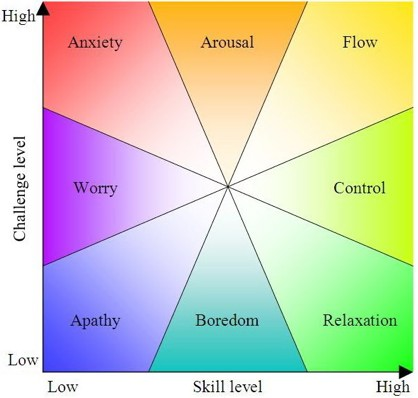 High
Anxiety
Arousal
Flow
Challenge level
Worry
Control
Apathy
Boredom
Relaxation
Low
Low
Skill level
High